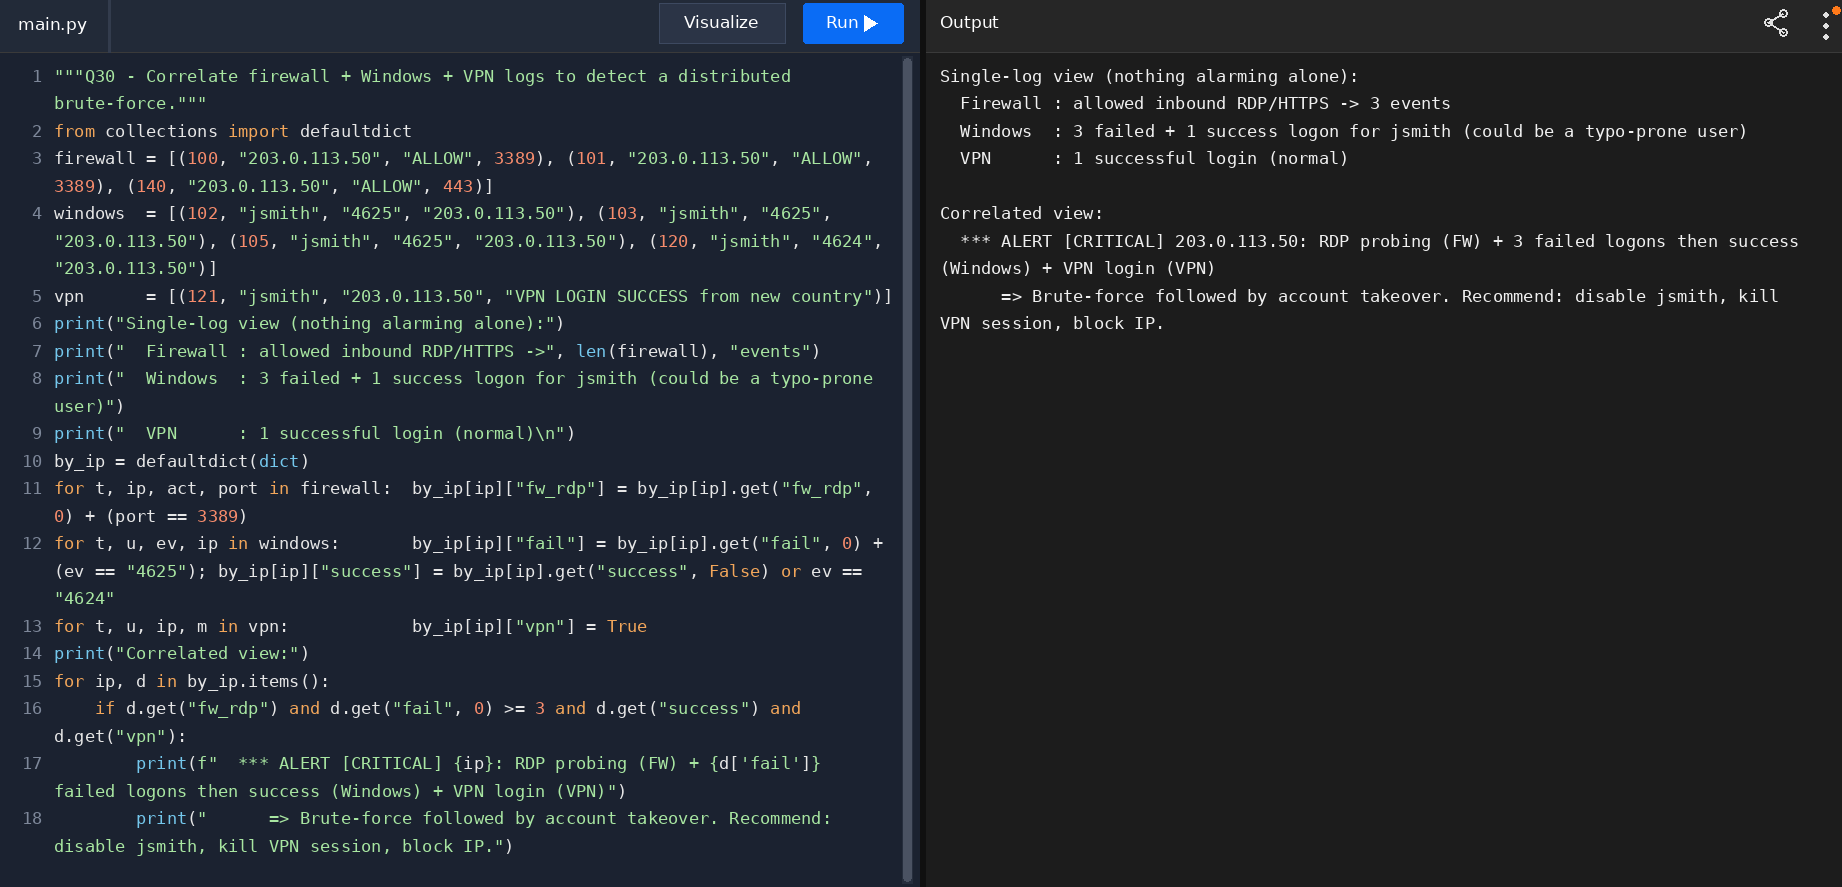 main.py
Visualize
Run
Output
1 """Q30 - Correlate firewall + Windows + VPN logs to detect a distributed
brute-force."""
2 from collections import defaultdict
3 firewall = [(100, "203.0.113.50", "ALLOW", 3389), (101, "203.0.113.50", "ALLOW",
3389), (140, "203.0.113.50", "ALLOW", 443)]
4 windows  = [(102, "jsmith", "4625", "203.0.113.50"), (103, "jsmith", "4625",
"203.0.113.50"), (105, "jsmith", "4625", "203.0.113.50"), (120, "jsmith", "4624",
"203.0.113.50")]
5 vpn      = [(121, "jsmith", "203.0.113.50", "VPN LOGIN SUCCESS from new country")]
6 print("Single-log view (nothing alarming alone):")
7 print("  Firewall : allowed inbound RDP/HTTPS ->", len(firewall), "events")
8 print("  Windows  : 3 failed + 1 success logon for jsmith (could be a typo-prone
user)")
9 print("  VPN      : 1 successful login (normal)\n")
10 by_ip = defaultdict(dict)
11 for t, ip, act, port in firewall:  by_ip[ip]["fw_rdp"] = by_ip[ip].get("fw_rdp",
0) + (port == 3389)
12 for t, u, ev, ip in windows:       by_ip[ip]["fail"] = by_ip[ip].get("fail", 0) +
(ev == "4625"); by_ip[ip]["success"] = by_ip[ip].get("success", False) or ev ==
"4624"
13 for t, u, ip, m in vpn:            by_ip[ip]["vpn"] = True
14 print("Correlated view:")
15 for ip, d in by_ip.items():
16     if d.get("fw_rdp") and d.get("fail", 0) >= 3 and d.get("success") and
d.get("vpn"):
17         print(f"  *** ALERT [CRITICAL] {ip}: RDP probing (FW) + {d['fail']}
failed logons then success (Windows) + VPN login (VPN)")
18         print("      => Brute-force followed by account takeover. Recommend:
disable jsmith, kill VPN session, block IP.")
Single-log view (nothing alarming alone):
  Firewall : allowed inbound RDP/HTTPS -> 3 events
  Windows  : 3 failed + 1 success logon for jsmith (could be a typo-prone user)
  VPN      : 1 successful login (normal)

Correlated view:
  *** ALERT [CRITICAL] 203.0.113.50: RDP probing (FW) + 3 failed logons then success
(Windows) + VPN login (VPN)
      => Brute-force followed by account takeover. Recommend: disable jsmith, kill
VPN session, block IP.